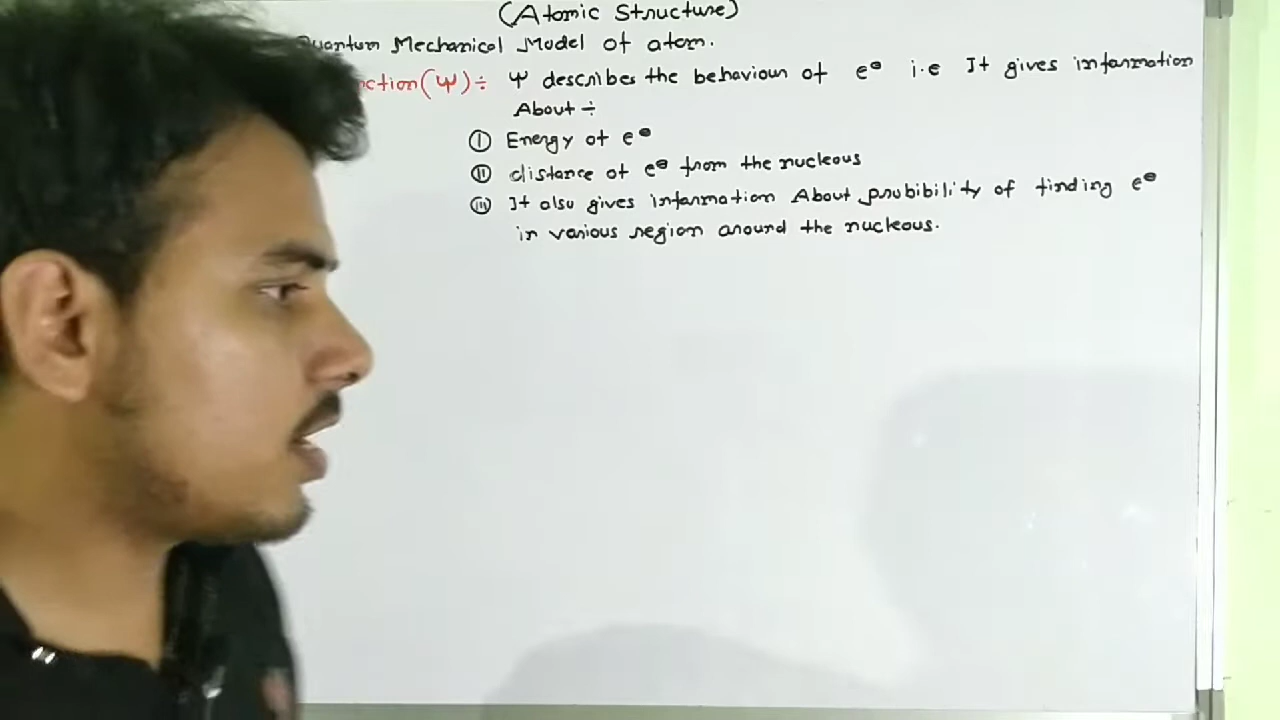 (Atomic Structure)
Quantum Mechanical Model of atom.
(Ψ) ÷ Ψ describes the behaviour of e⊖ i.e It gives information
About ÷
(I) Energy of e⊖
(II) distance of e⊖ from the nucleous
(III) It also gives information About probibility of finding e⊖
in various region around the nucleous.